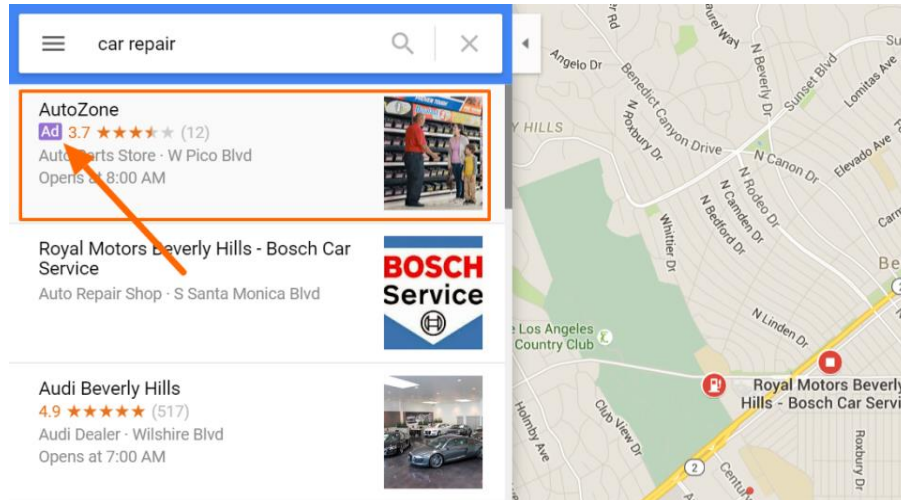 car repair
AutoZone
Ad 3.7 (12)
Auto Parts Store · W Pico Blvd
Opens at 8:00 AM
Royal Motors Beverly Hills - Bosch Car
Service
Auto Repair Shop · S Santa Monica Blvd
BOSCH
Service
Audi Beverly Hills
4.9 (517)
Audi Dealer · Wilshire Blvd
Opens at 7:00 AM
Angelo Dr
Benedict Canyon Drive
N Beverly Dr
Sunset Blvd
Lomitas Ave
Y HILLS
N Roxbury Dr
N Canon Dr
Elevado Ave
N Rodeo Dr
N Camden Dr
N Bedford Dr
Whittier Dr
Be
N Linden Dr
Los Angeles
Country Club
Royal Motors Beverly
Hills - Bosch Car Servi
Holmby Ave
Club View Dr
Roxbury Dr
2